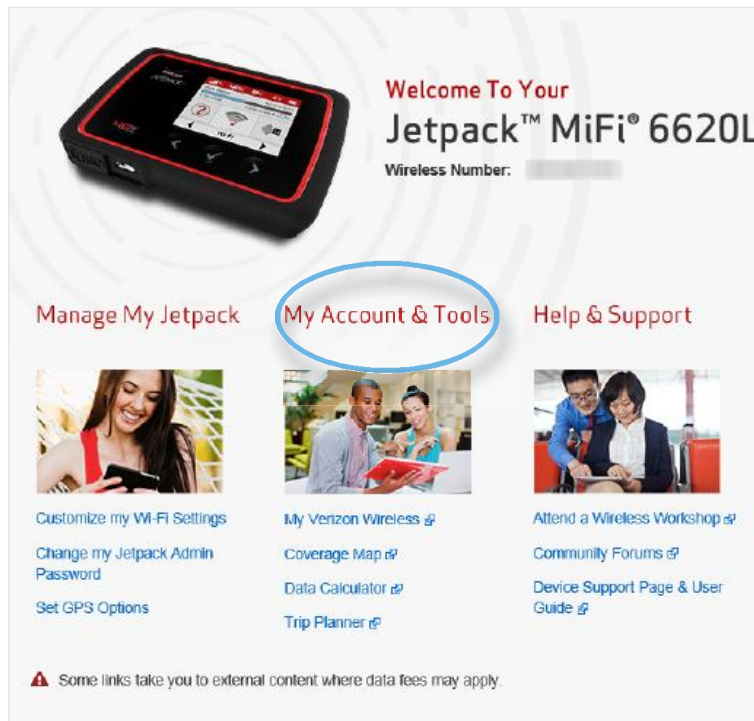 Welcome To Your
Jetpack™ MiFi® 6620L
Wireless Number:
Manage My Jetpack
My Account & Tools
Help & Support
Customize my Wi-Fi Settings
Change my Jetpack Admin
Password
Set GPS Options
My Verizon Wireless
Coverage Map
Data Calculator
Trip Planner
Attend a Wireless Workshop
Community Forums
Device Support Page & User
Guide
Some links take you to external content where data fees may apply.